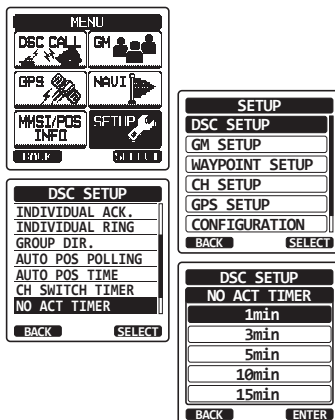 MENU
DSC CALL GM
GPS NAVI
MMSI/POS INFO SETUP
BACK SELECT
SETUP
DSC SETUP
GM SETUP
WAYPOINT SETUP
CH SETUP
GPS SETUP
CONFIGURATION
BACK SELECT
DSC SETUP
INDIVIDUAL ACK.
INDIVIDUAL RING
GROUP DIR.
AUTO POS POLLING
AUTO POS TIME
CH SWITCH TIMER
NO ACT TIMER
BACK SELECT
DSC SETUP
NO ACT TIMER
1min
3min
5min
10min
15min
BACK ENTER